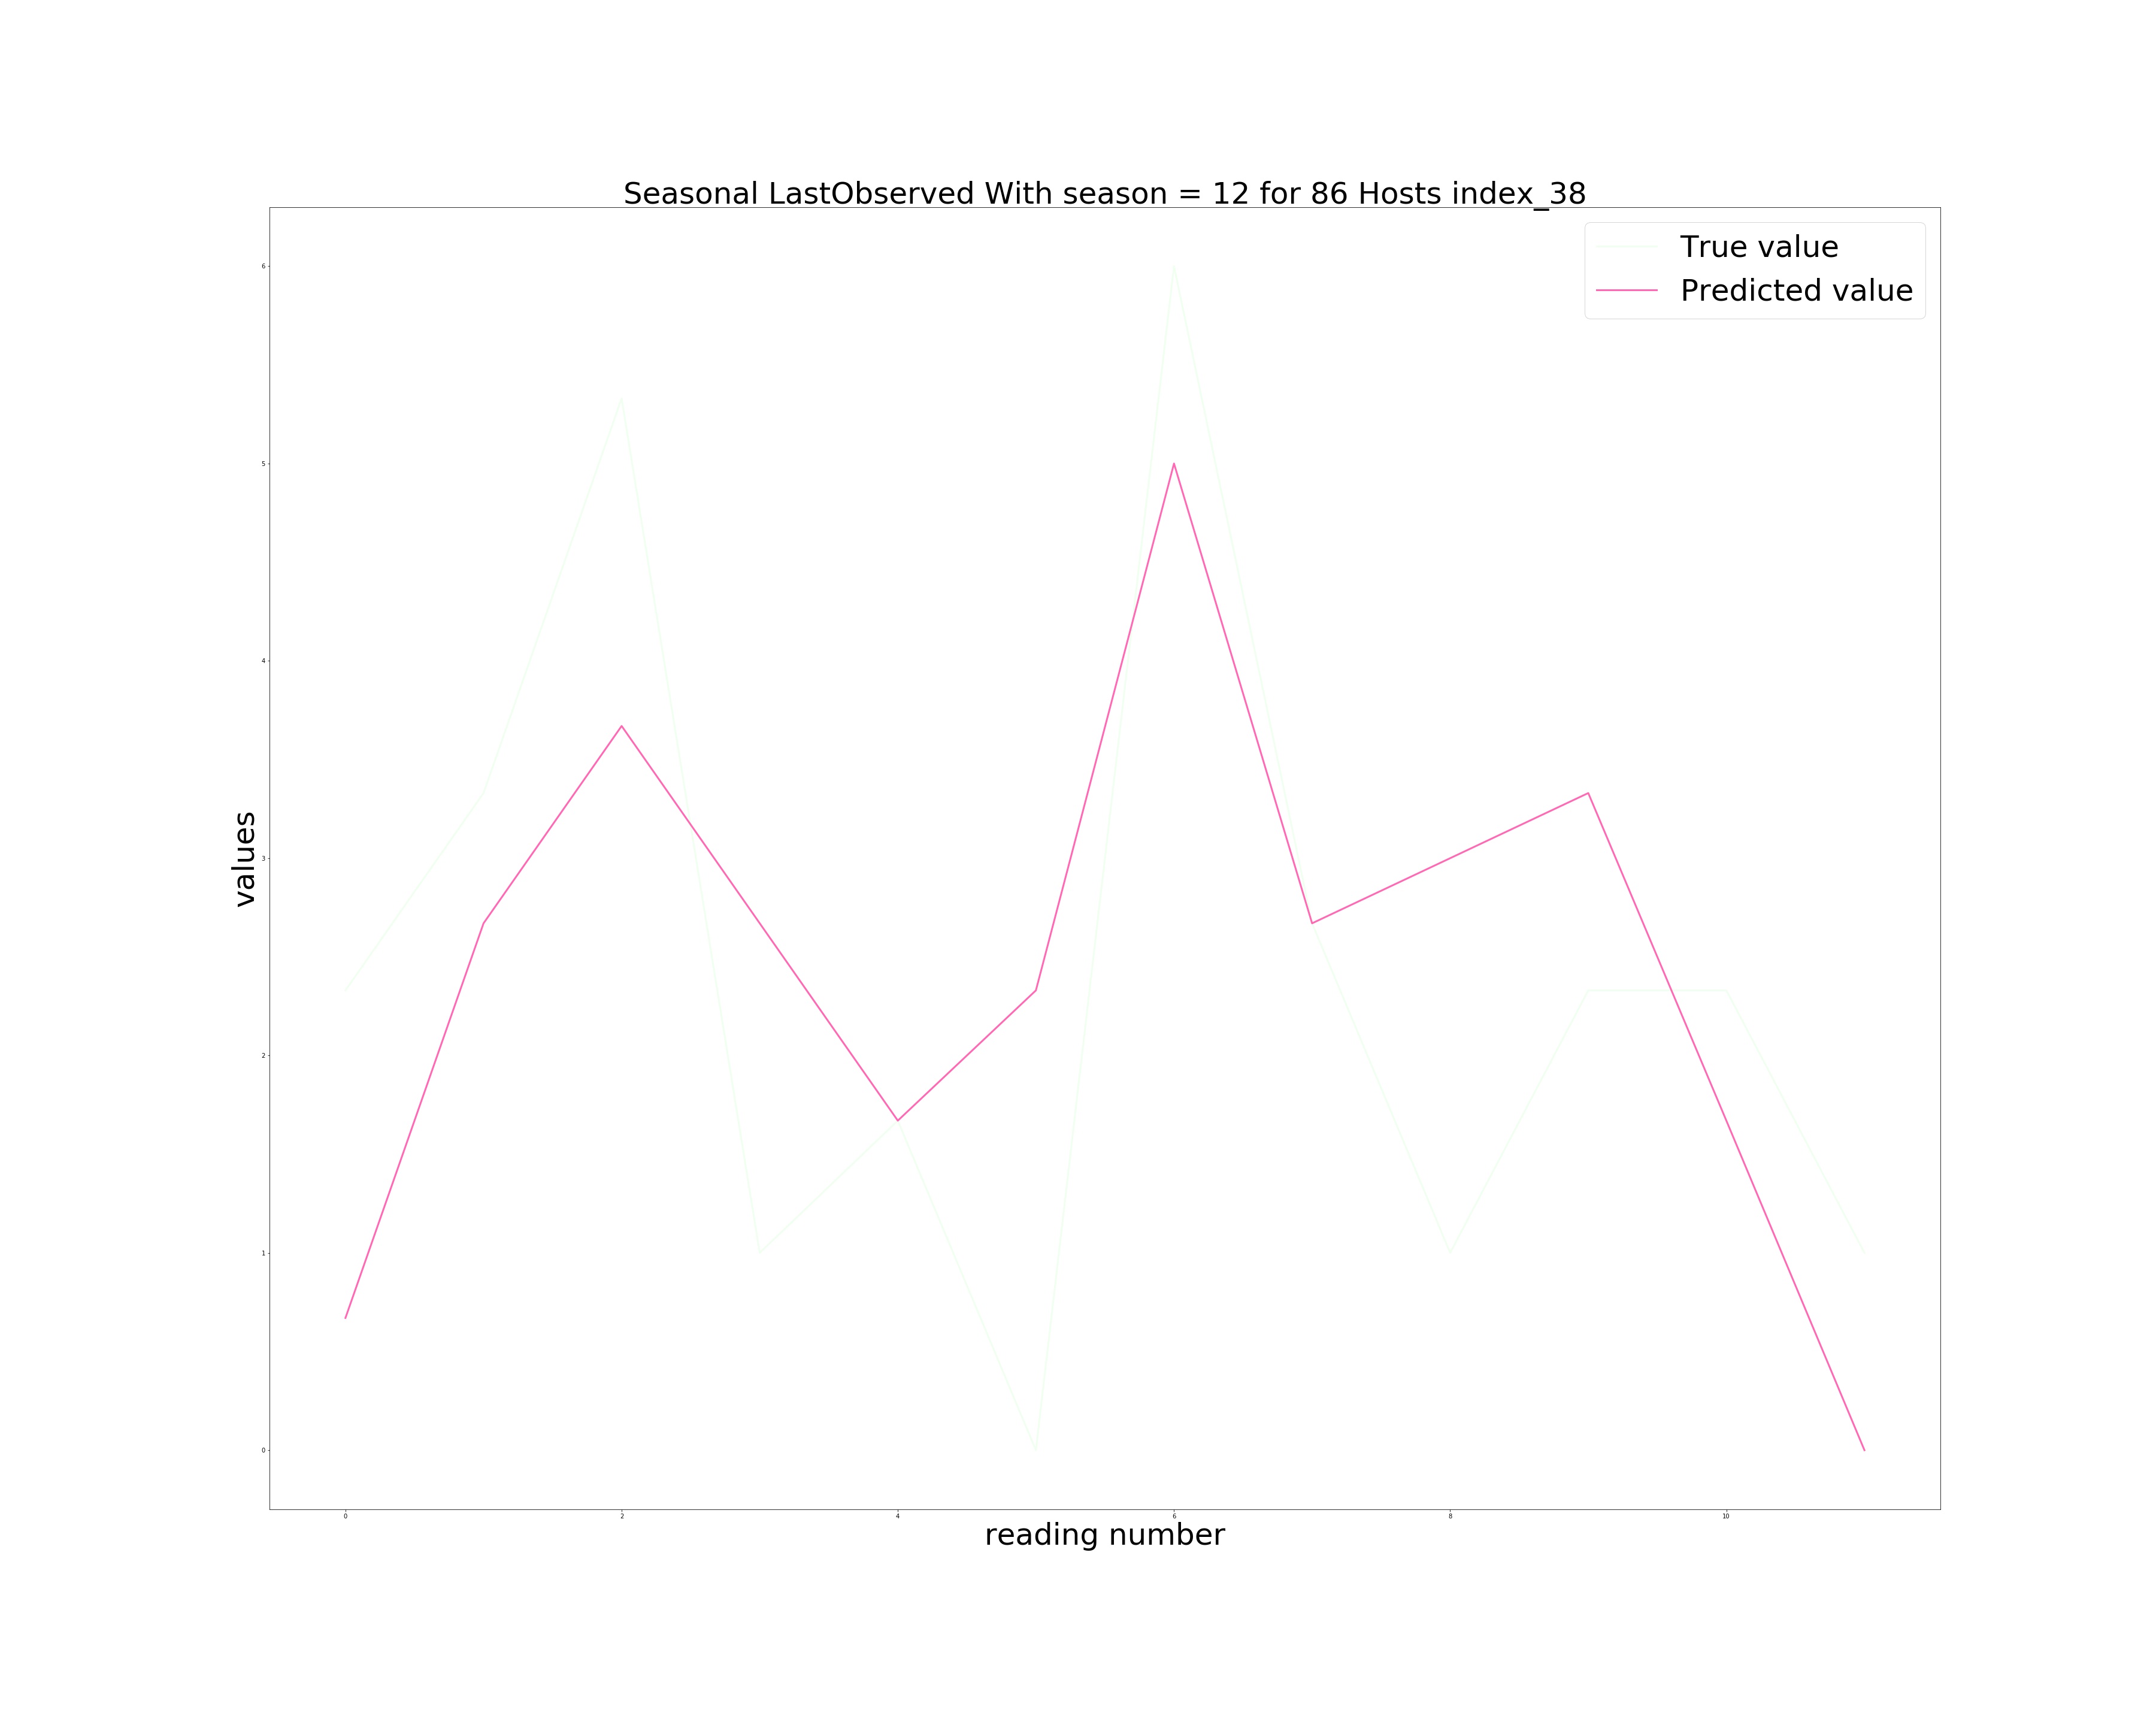 Seasonal LastObserved With season = 12 for 86 Hosts index_38
True value
Predicted value
6
5
4
3
2
1
0
values
0 2 4 6 8 10
reading number